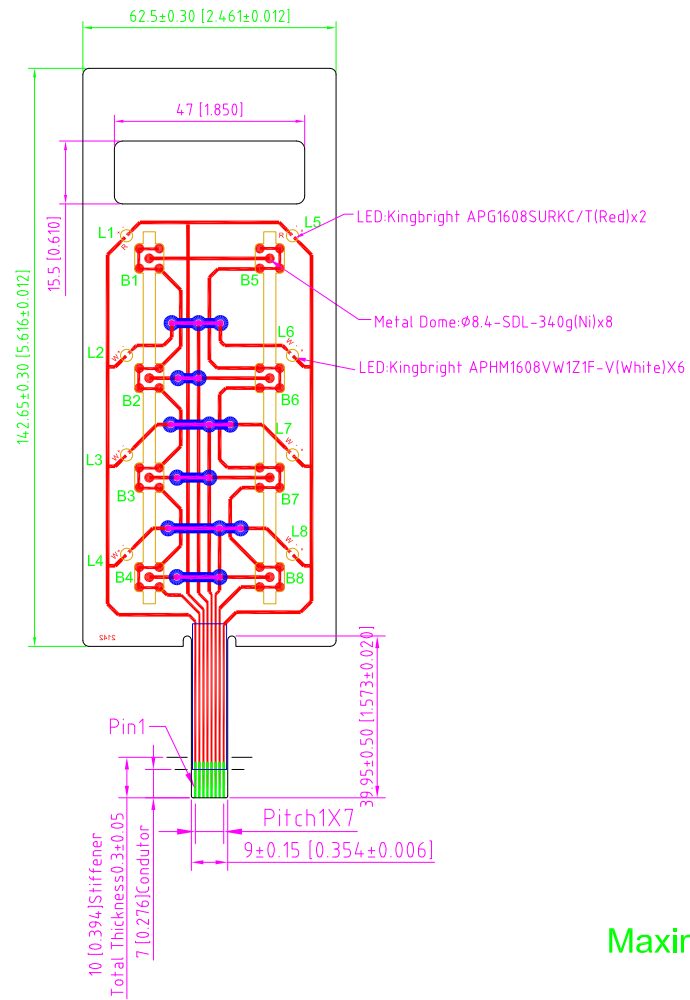 62.5±0.30 [2.461±0.012]
47 [1.850]
15.5 [0.610]
142.65±0.30 [5.616±0.012]
L1
R
R
L5
LED:Kingbright APG1608SURKC/T(Red)x2
B1
B5
Metal Dome:Φ8.4-SDL-340g(Ni)x8
L2
W
W
L6
LED:Kingbright APHM1608VW1Z1F-V(White)X6
B2
B6
L3
W
W
L7
B3
B7
L4
W
W
L8
B4
B8
2142
39.95±0.50 [1.573±0.020]
Pin1
Pitch1X7
9±0.15 [0.354±0.006]
10 [0.394]Stiffener
Total Thickness0.3±0.05
7 [0.276]Condutor